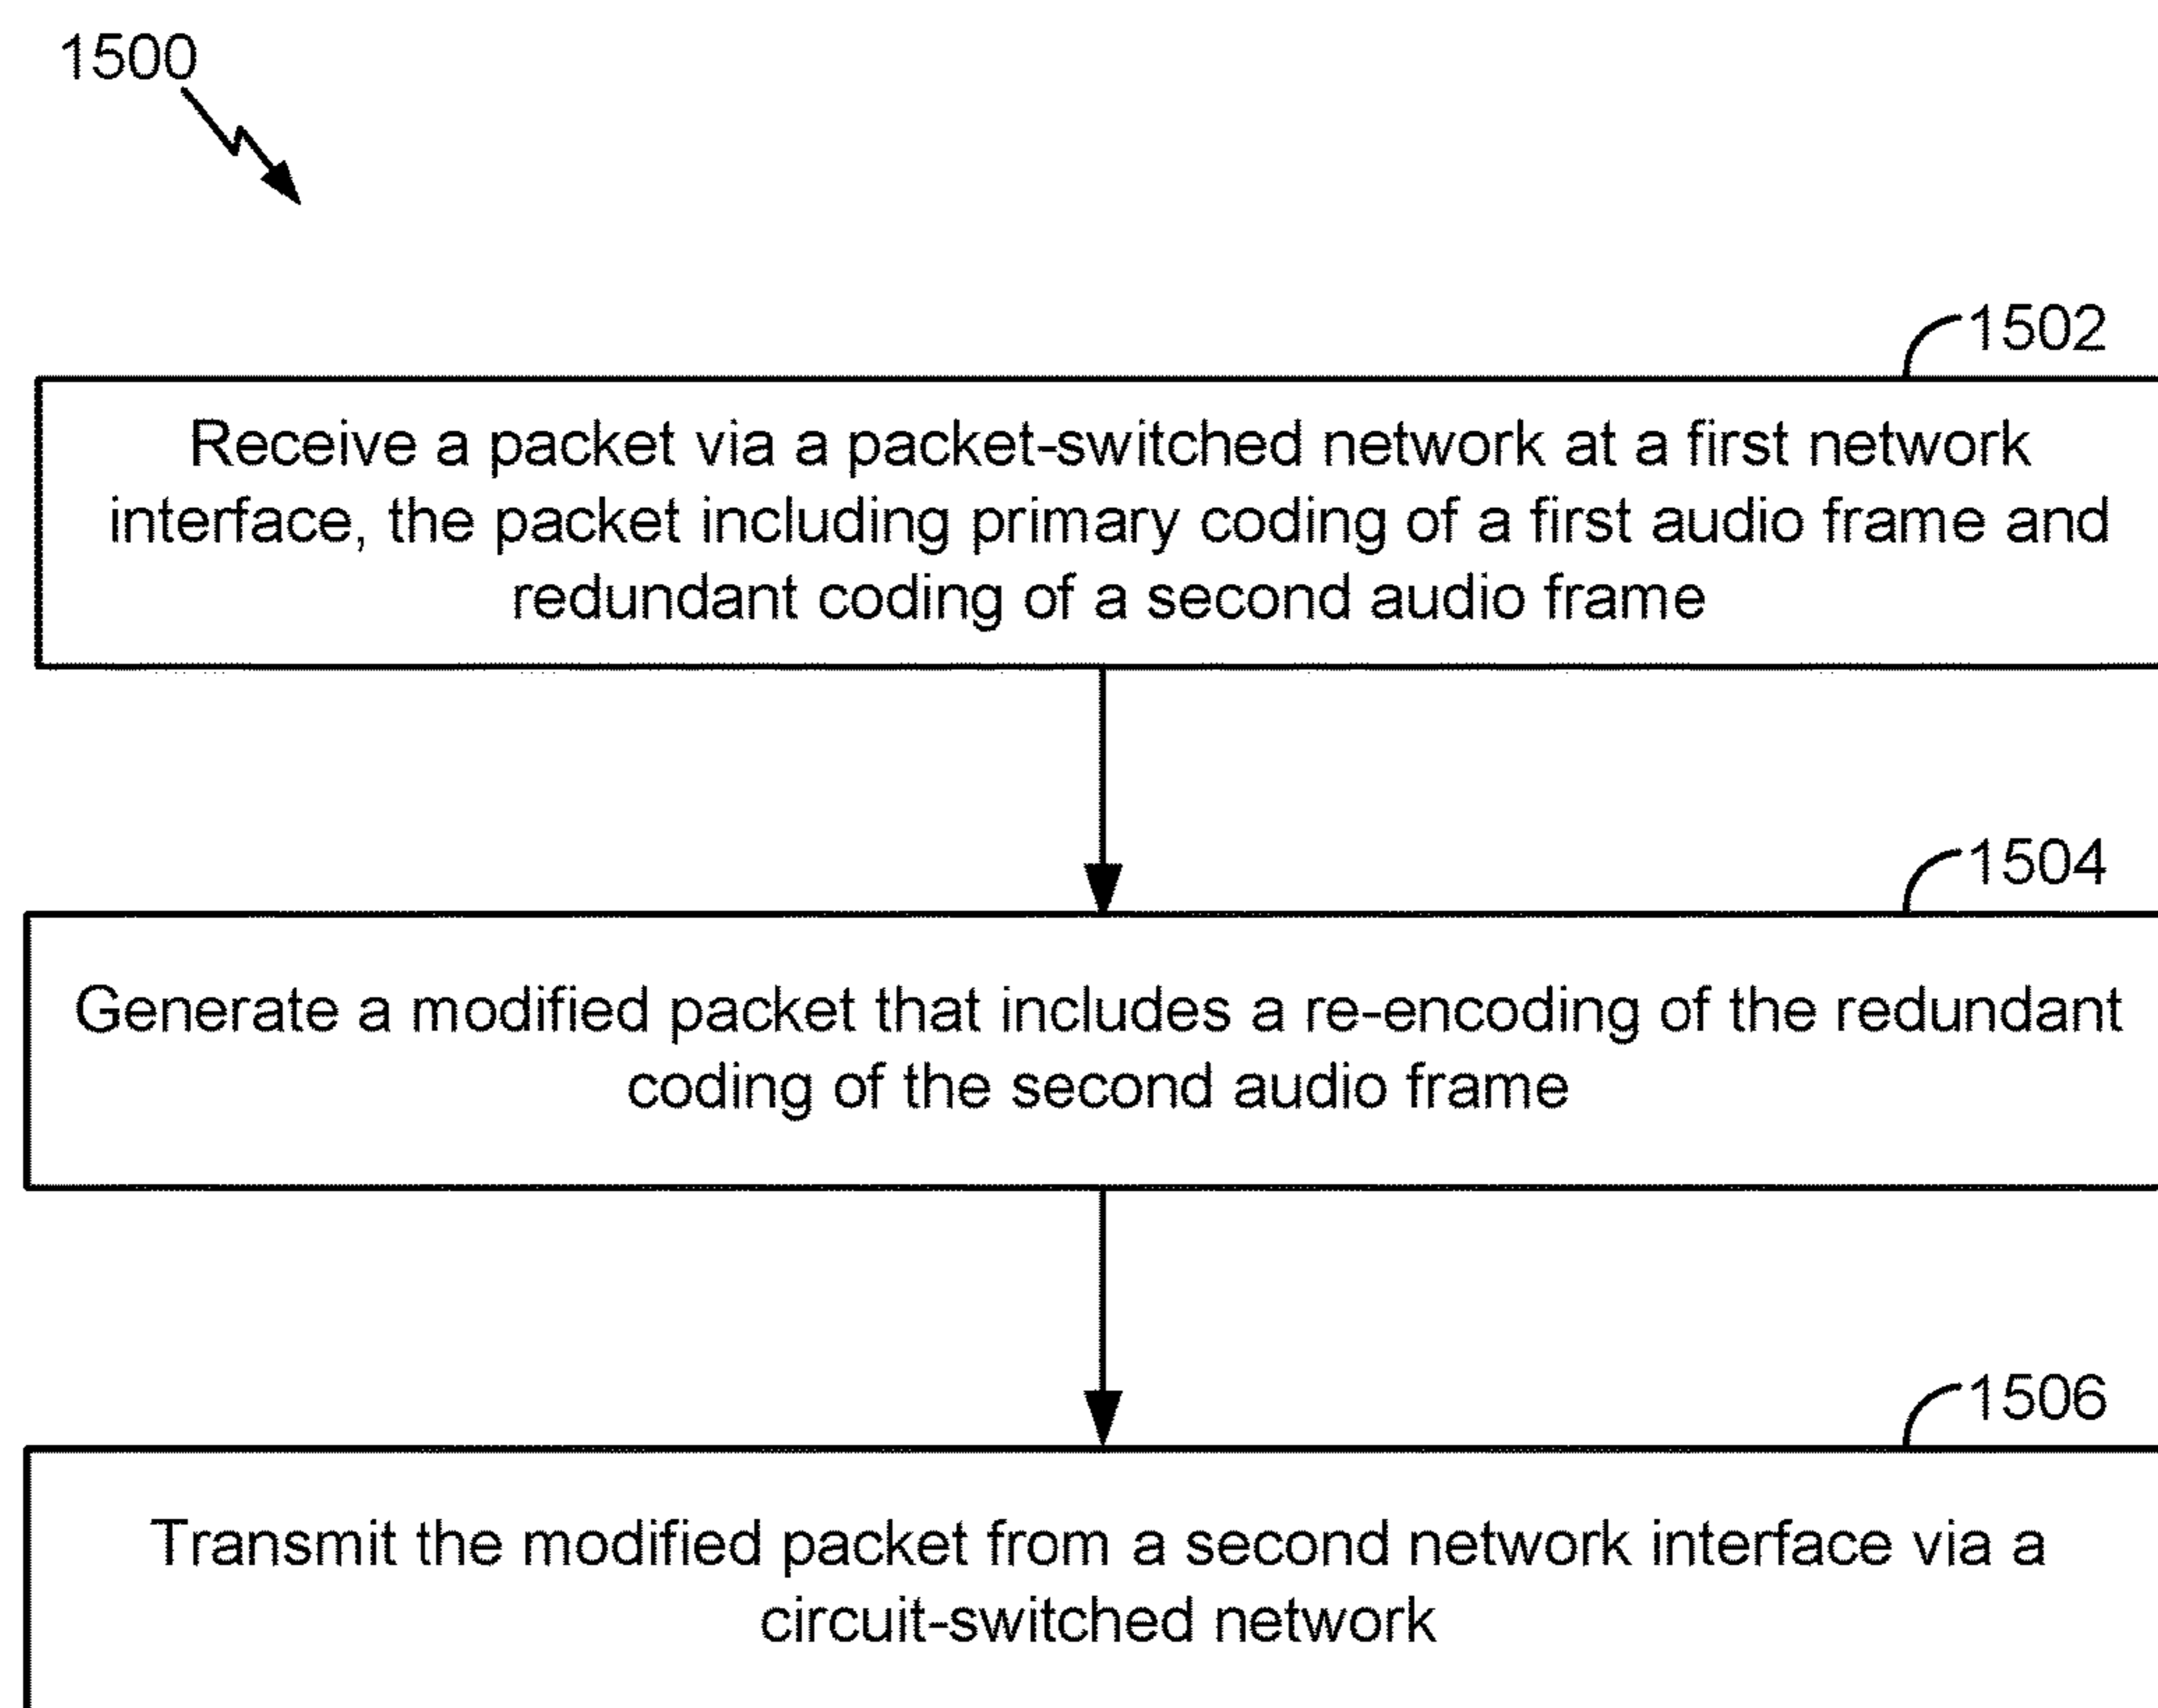 1500
1502
Receive a packet via a packet-switched network at a first network
interface, the packet including primary coding of a first audio frame and
redundant coding of a second audio frame
1504
Generate a modified packet that includes a re-encoding of the redundant
coding of the second audio frame
1506
Transmit the modified packet from a second network interface via a
circuit-switched network